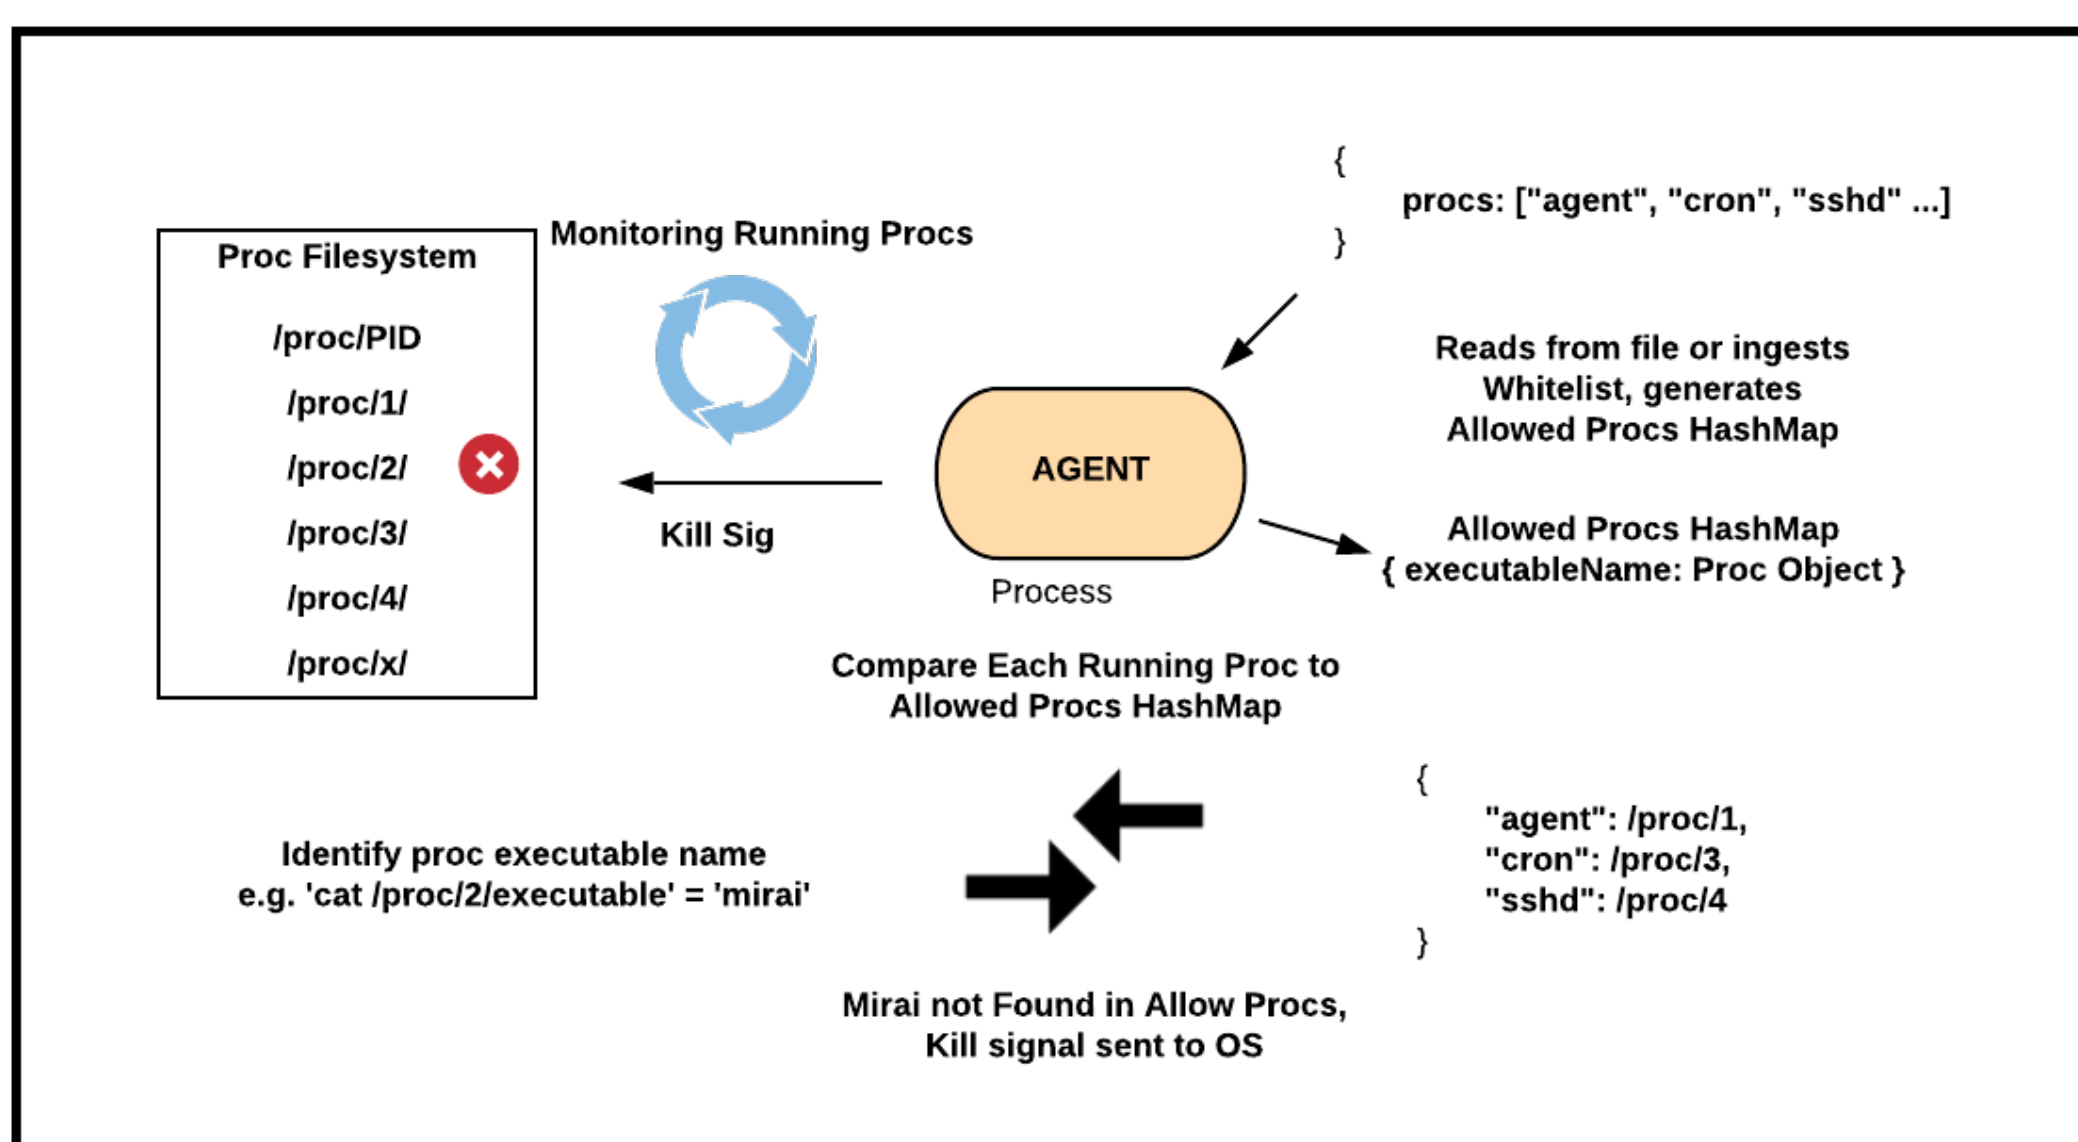 Proc Filesystem
/proc/PID
/proc/1/
/proc/2/
/proc/3/
/proc/4/
/proc/x/
Monitoring Running Procs
Kill Sig
AGENT
Process
{
procs: ["agent", "cron", "sshd" ...]
}
Reads from file or ingests
Whitelist, generates
Allowed Procs HashMap
Allowed Procs HashMap
{ executableName: Proc Object }
Compare Each Running Proc to
Allowed Procs HashMap
Identify proc executable name
e.g. 'cat /proc/2/executable' = 'mirai'
{
"agent": /proc/1,
"cron": /proc/3,
"sshd": /proc/4
}
Mirai not Found in Allow Procs,
Kill signal sent to OS